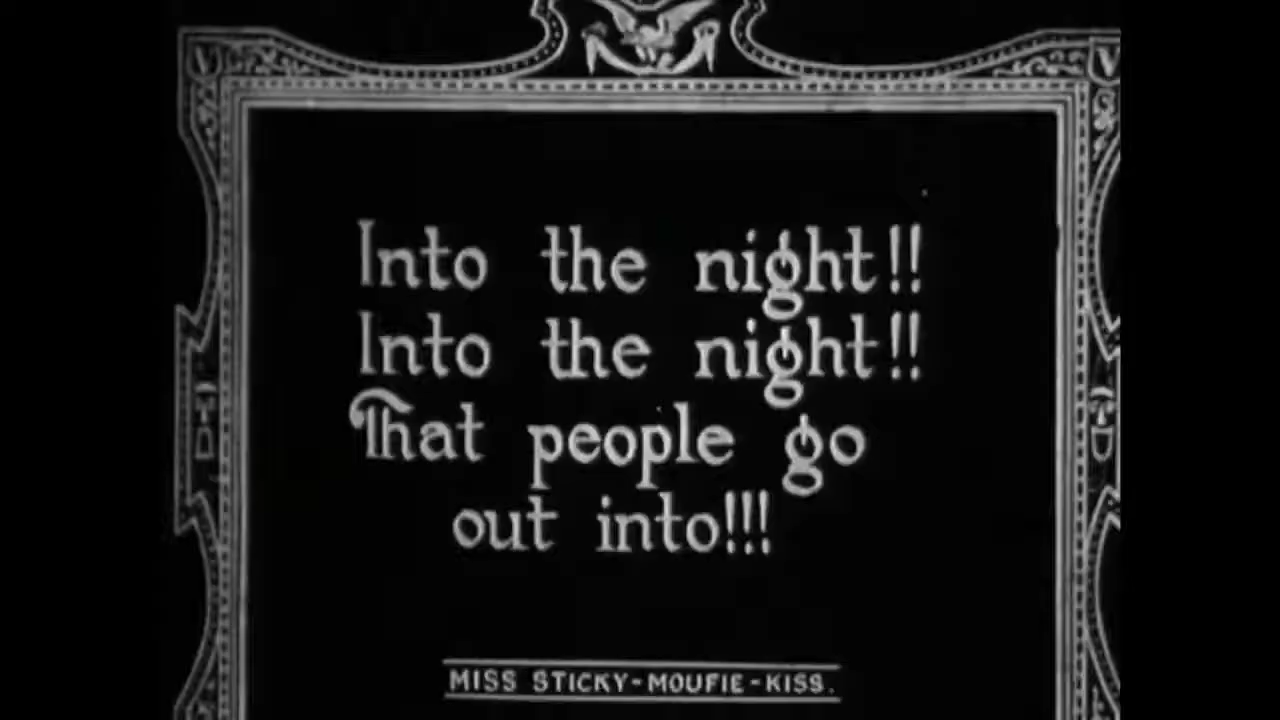 Into the night!!
Into the night!!
That people go
out into!!!
MISS STICKY-MOUFIE-KISS.